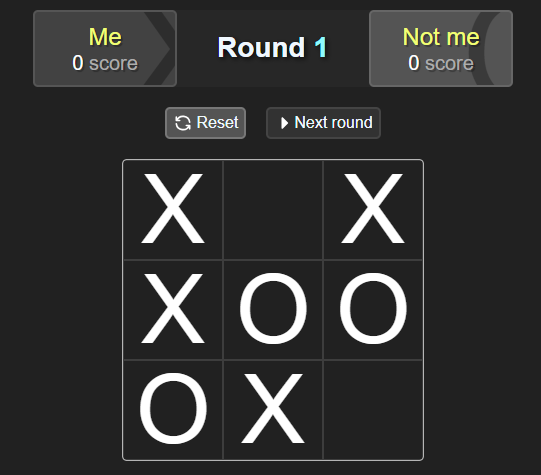 Me
0 score
Round 1
Not me
0 score
Reset
Next round
X X
X O O
O X